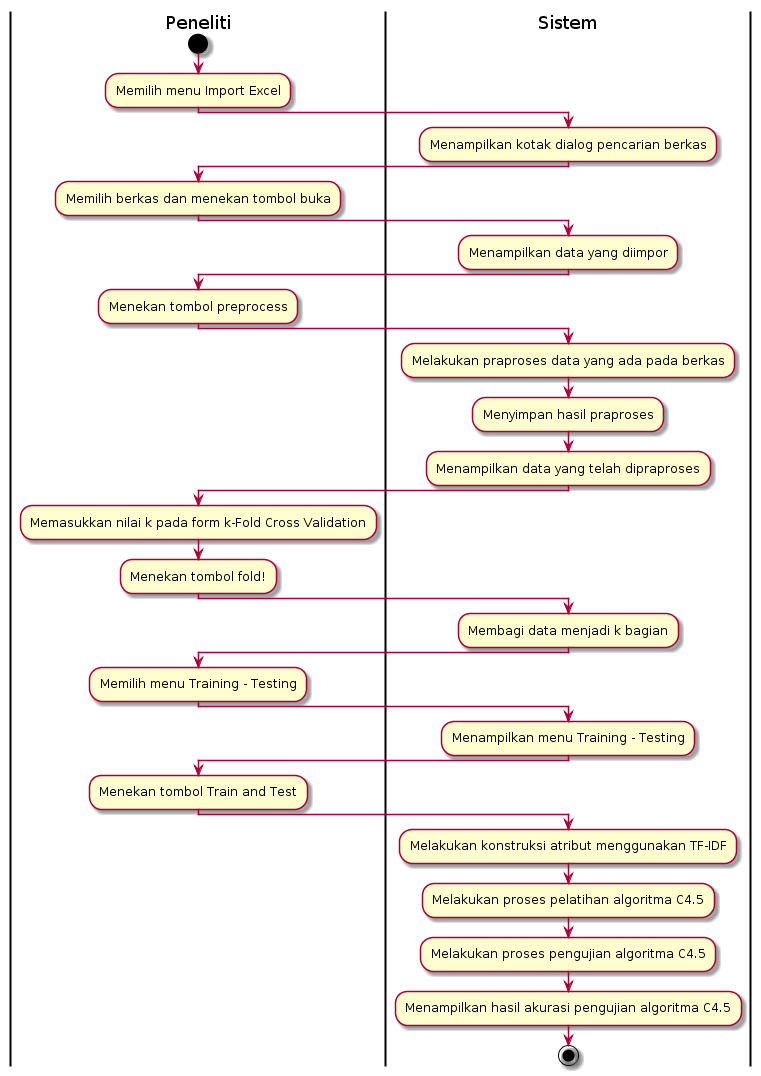 Peneliti
Sistem
Memilih menu Import Excel
Menampilkan kotak dialog pencarian berkas
Memilih berkas dan menekan tombol buka
Menampilkan data yang diimpor
Menekan tombol preprocess
Melakukan praproses data yang ada pada berkas
Menyimpan hasil praproses
Menampilkan data yang telah dipraproses
Memasukkan nilai k pada form k-Fold Cross Validation
Menekan tombol fold!
Membagi data menjadi k bagian
Memilih menu Training - Testing
Menampilkan menu Training - Testing
Menekan tombol Train and Test
Melakukan konstruksi atribut menggunakan TF-IDF
Melakukan proses pelatihan algoritma C4.5
Melakukan proses pengujian algoritma C4.5
Menampilkan hasil akurasi pengujian algoritma C4.5